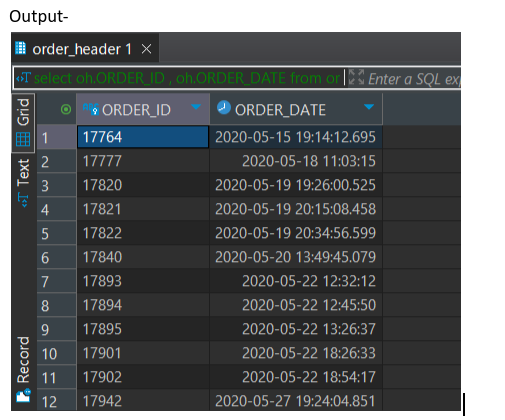 Output-
order_header 1
select oh.ORDER_ID , oh.ORDER_DATE from or Enter a SQL ex
Grid
Text
Record
ORDER_ID ORDER_DATE
1 17764 2020-05-15 19:14:12.695
2 17777 2020-05-18 11:03:15
3 17820 2020-05-19 19:26:00.525
4 17821 2020-05-19 20:15:08.458
5 17822 2020-05-19 20:34:56.599
6 17840 2020-05-20 13:49:45.079
7 17893 2020-05-22 12:32:12
8 17894 2020-05-22 12:45:50
9 17895 2020-05-22 13:26:37
10 17901 2020-05-22 18:26:33
11 17902 2020-05-22 18:54:17
12 17942 2020-05-27 19:24:04.851